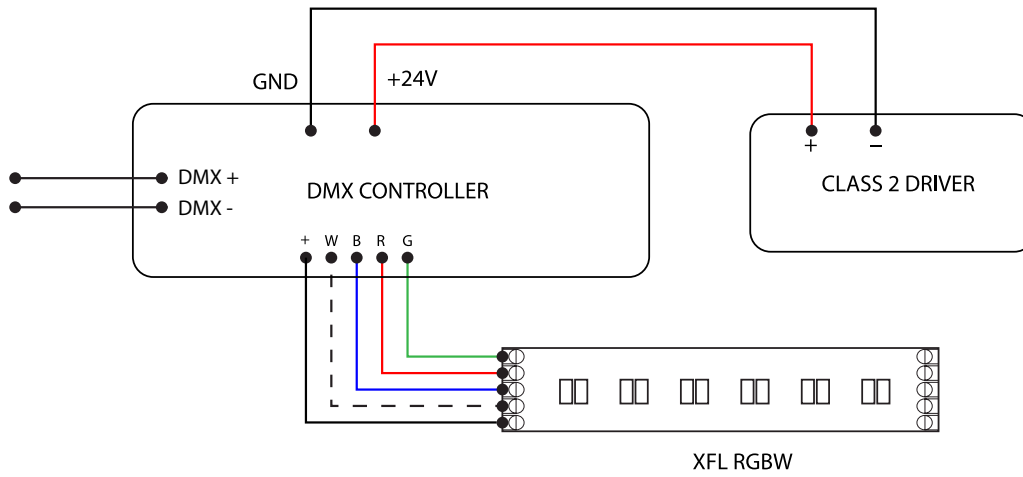 GND
+24V
+
−
DMX +
DMX -
DMX CONTROLLER
CLASS 2 DRIVER
+ W B R G
XFL RGBW